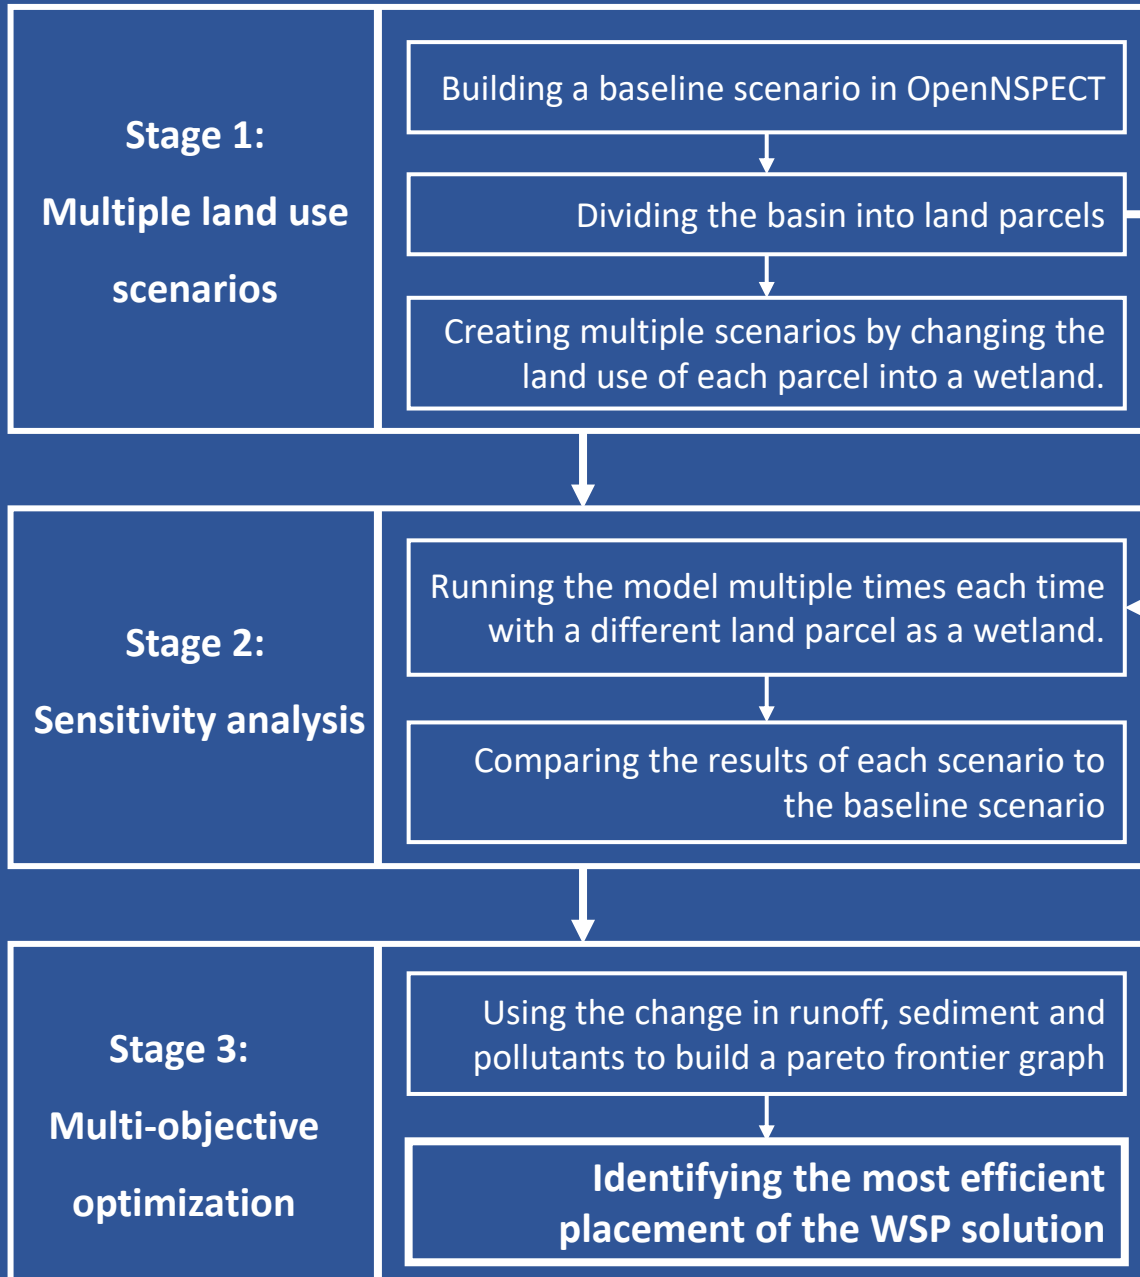 Stage 1:
Multiple land use
scenarios
Building a baseline scenario in OpenNSPECT
Dividing the basin into land parcels
Creating multiple scenarios by changing the
land use of each parcel into a wetland.
Stage 2:
Sensitivity analysis
Running the model multiple times each time
with a different land parcel as a wetland.
Comparing the results of each scenario to
the baseline scenario
Stage 3:
Multi-objective
optimization
Using the change in runoff, sediment and
pollutants to build a pareto frontier graph
Identifying the most efficient
placement of the WSP solution